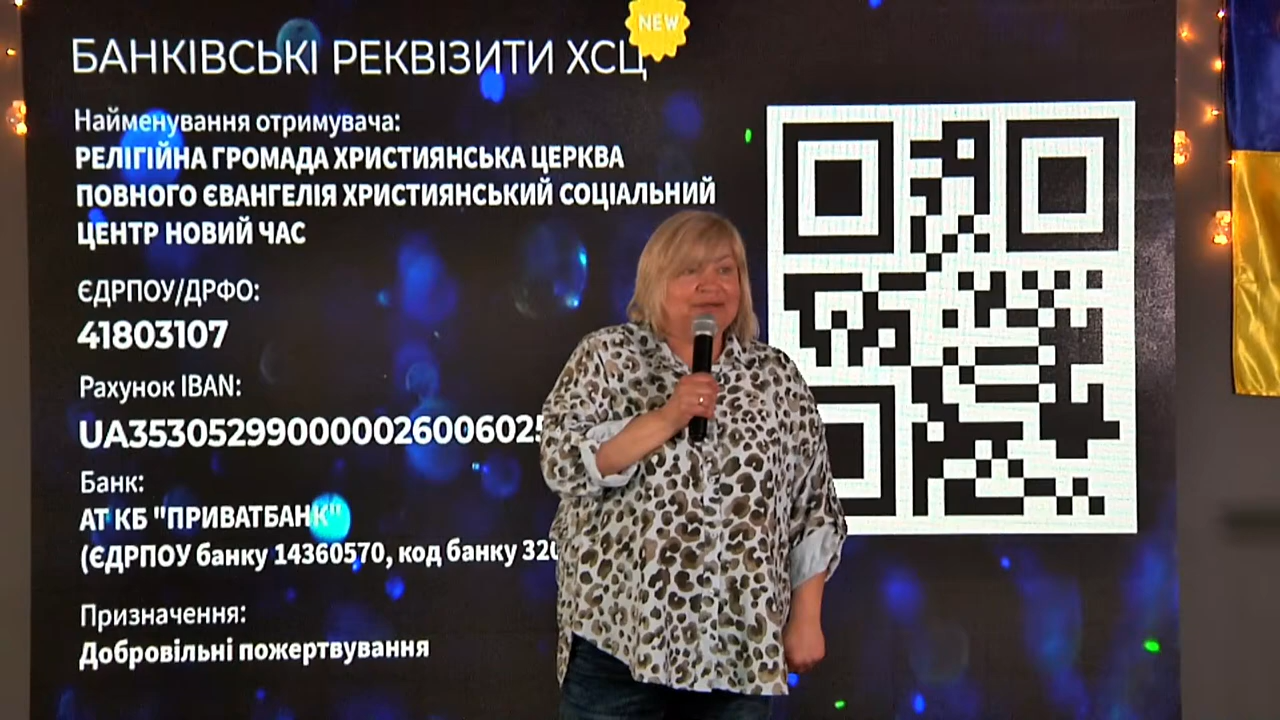 NEW
БАНКІВСЬКІ РЕКВІЗИТИ ХСЦ
Найменування отримувача:
РЕЛІГІЙНА ГРОМАДА ХРИСТИЯНСЬКА ЦЕРКВА
ПОВНОГО ЄВАНГЕЛІЯ ХРИСТИЯНСЬКИЙ СОЦІАЛЬНИЙ
ЦЕНТР НОВИЙ ЧАС
ЄДРПОУ/ДРФО:
41803107
Рахунок IBAN:
UA353052990000026006025
Банк:
АТ КБ "ПРИВАТБАНК"
(ЄДРПОУ банку 14360570, код банку 320
Призначення:
Добровільні пожертвування